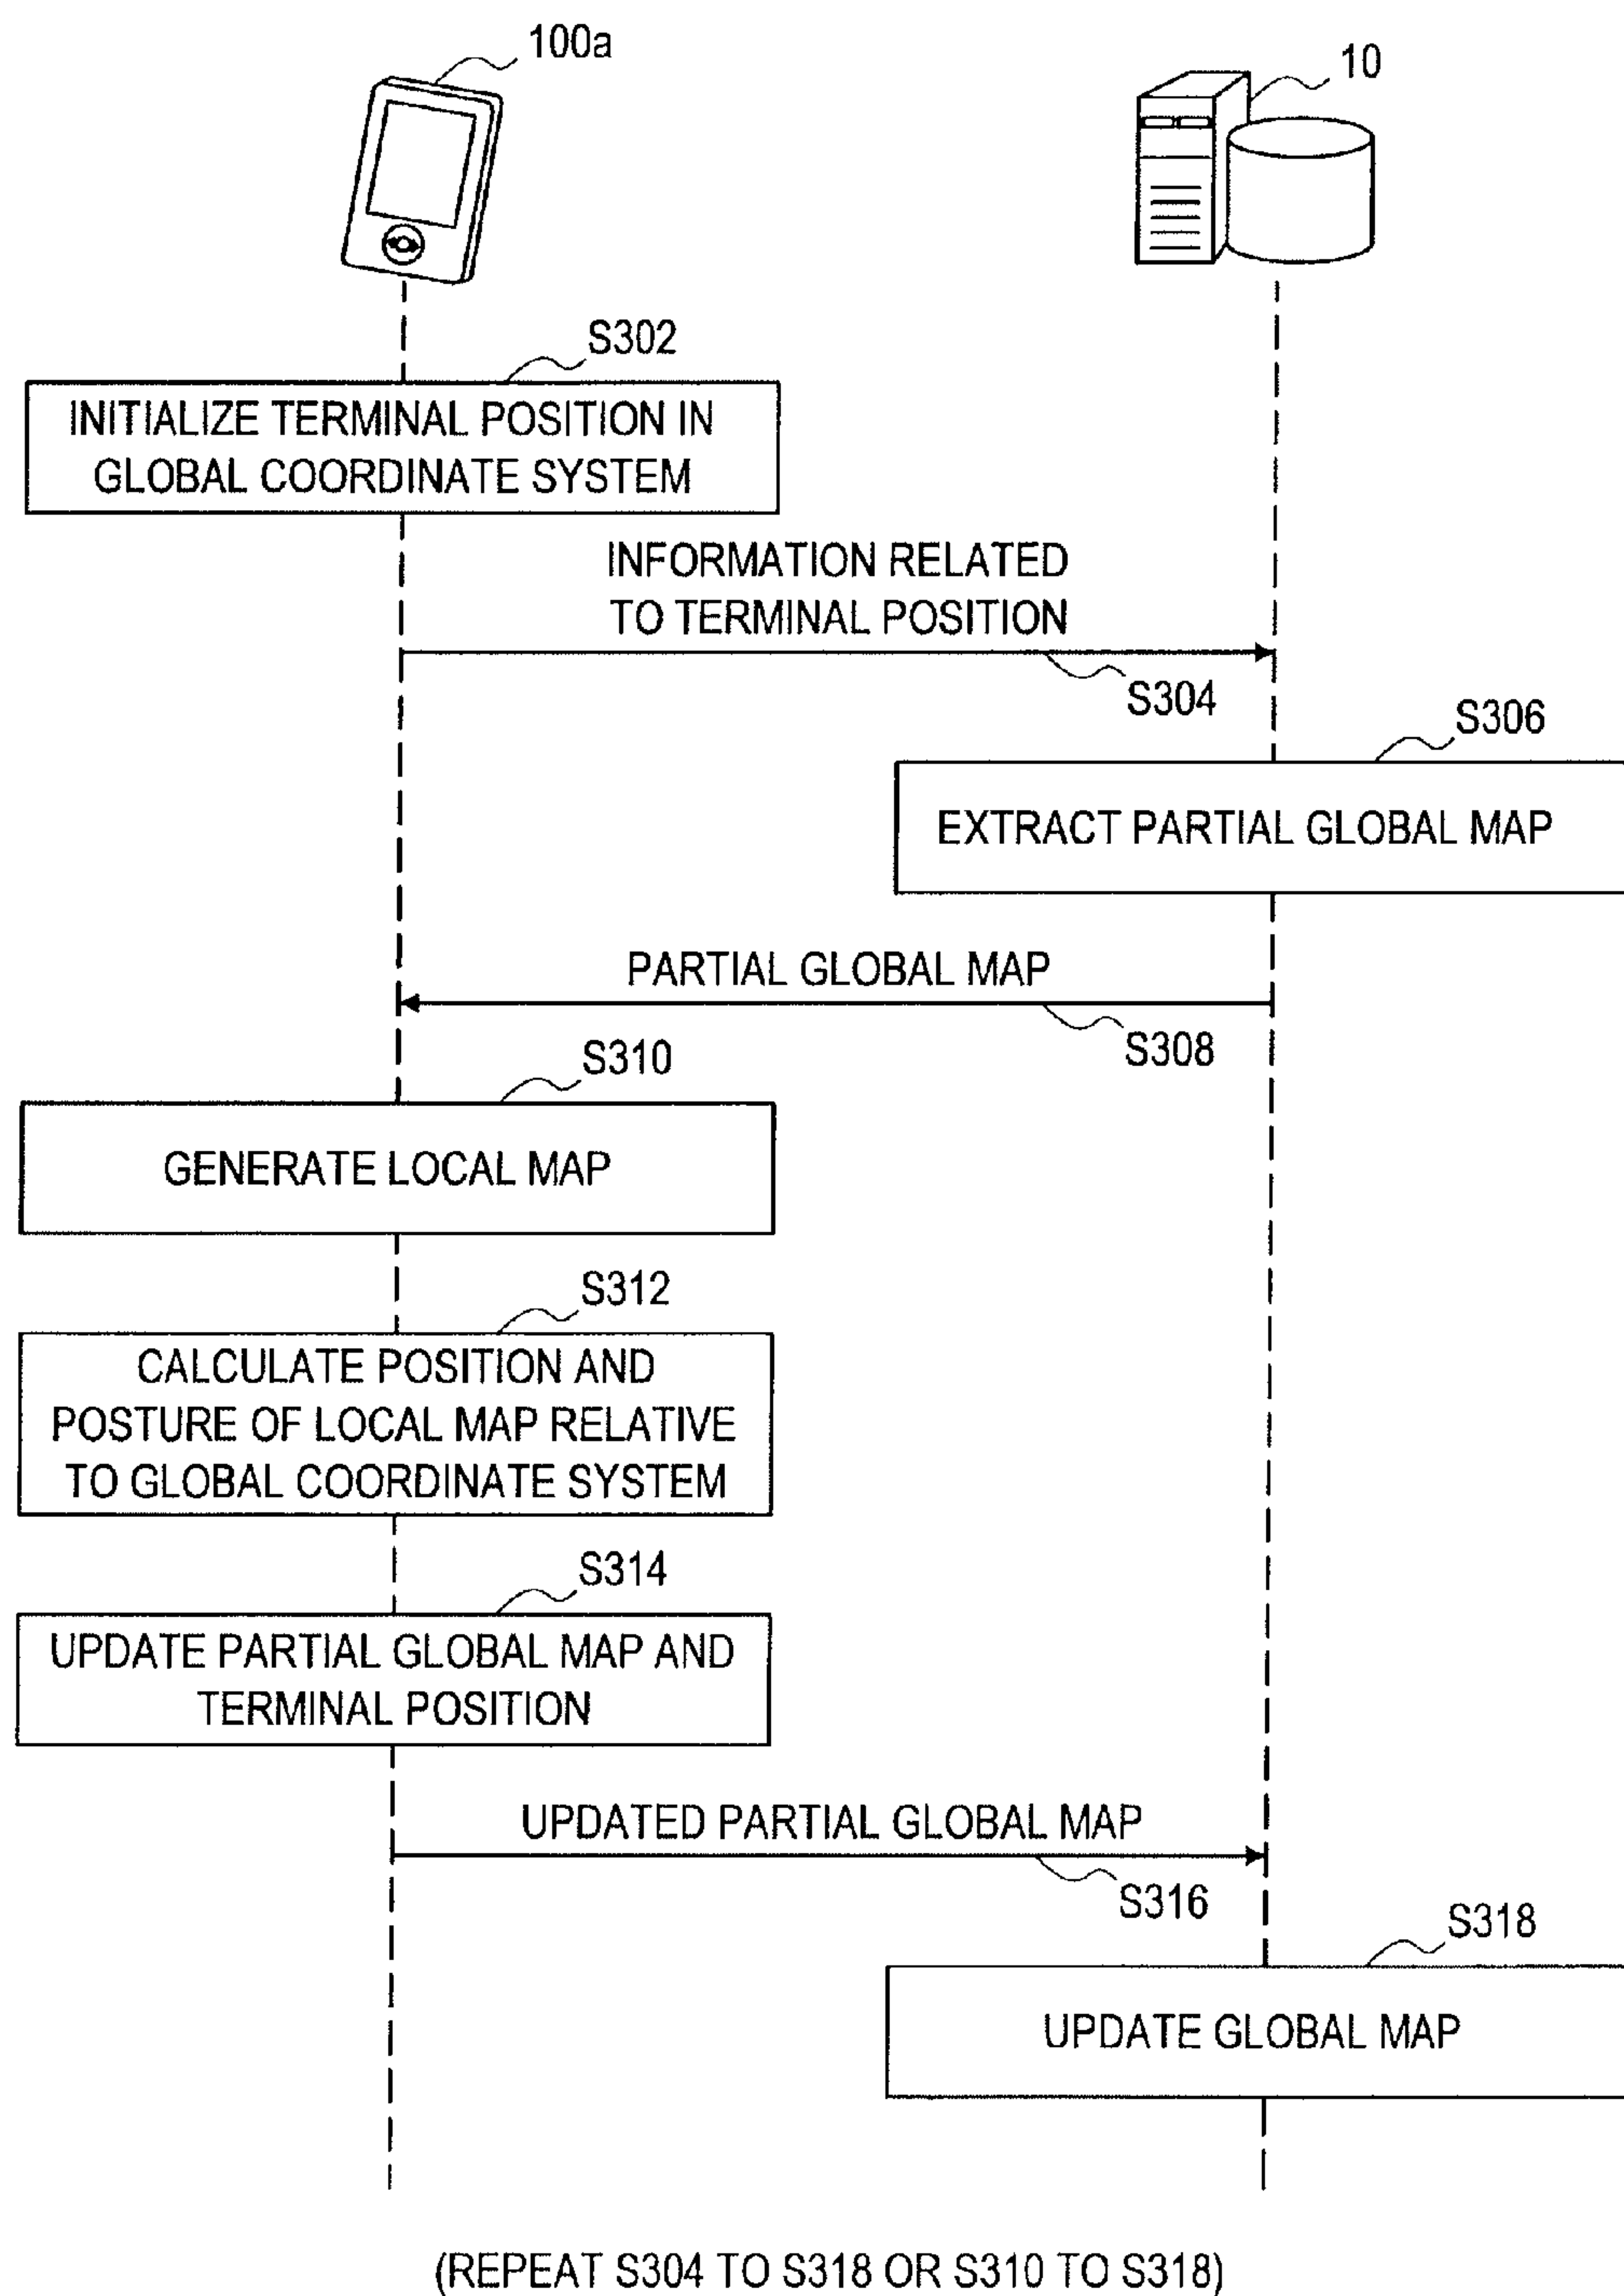 100a
10
S302
INITIALIZE TERMINAL POSITION IN
GLOBAL COORDINATE SYSTEM
INFORMATION RELATED
TO TERMINAL POSITION
S304
S306
EXTRACT PARTIAL GLOBAL MAP
PARTIAL GLOBAL MAP
S308
S310
GENERATE LOCAL MAP
S312
CALCULATE POSITION AND
POSTURE OF LOCAL MAP RELATIVE
TO GLOBAL COORDINATE SYSTEM
S314
UPDATE PARTIAL GLOBAL MAP AND
TERMINAL POSITION
UPDATED PARTIAL GLOBAL MAP
S316
S318
UPDATE GLOBAL MAP
(REPEAT S304 TO S318 OR S310 TO S318)